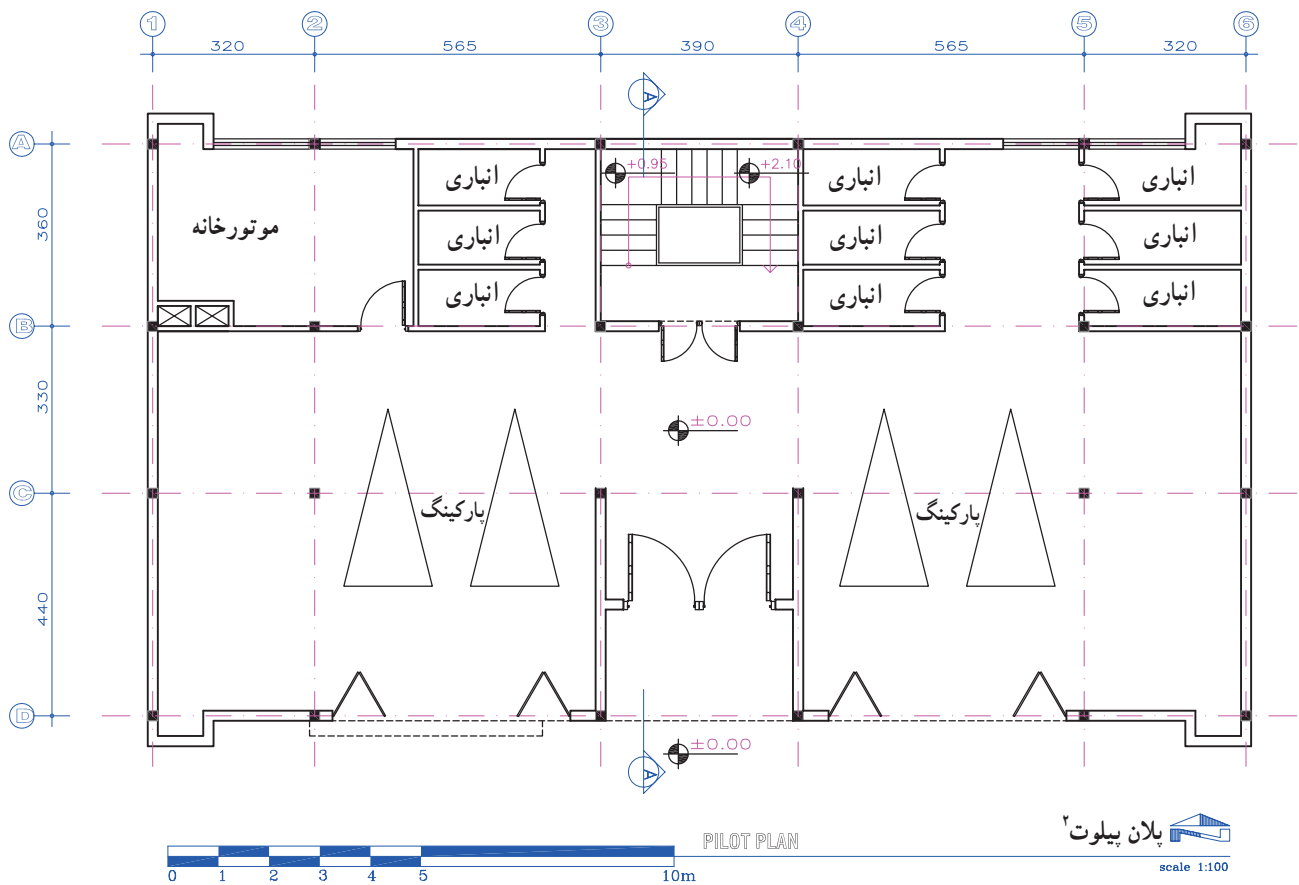 1 2 3 4 5 6
320 565 390 565 320
A
A
+0.95 +2.10
انباری انباری انباری
360
موتورخانه
انباری انباری انباری
انباری انباری انباری
B
330
±0.00
C
پارکینگ پارکینگ
440
D
±0.00
A
پلان پیلوت۲
PILOT PLAN
scale 1:100
0 1 2 3 4 5 10m